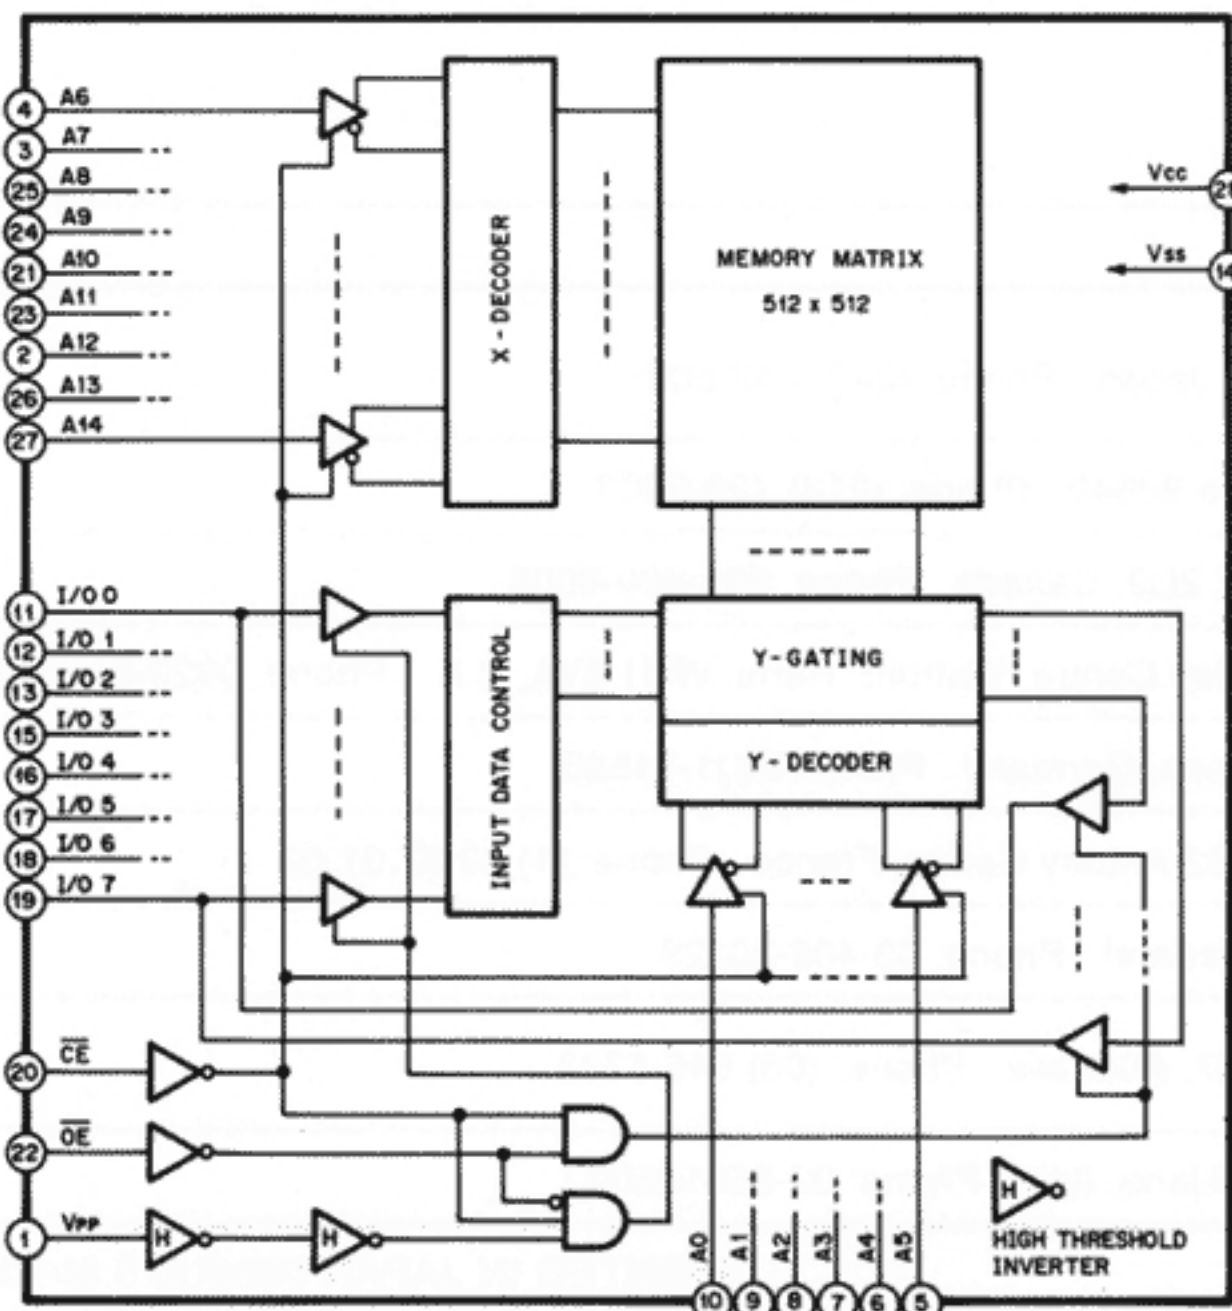 4 A6
3 A7
25 A8
24 A9
21 A10
23 A11
2 A12
26 A13
27 A14
X-DECODER
MEMORY MATRIX
512 x 512
Vcc
Vss 14
11 I/O 0
12 I/O 1
13 I/O 2
15 I/O 3
16 I/O 4
17 I/O 5
18 I/O 6
19 I/O 7
INPUT DATA CONTROL
Y-GATING
Y-DECODER
20 CE
22 OE
1 VPP
H
H
A0 A1 A2 A3 A4 A5
10 9 8 7 6 5
H
HIGH THRESHOLD
INVERTER